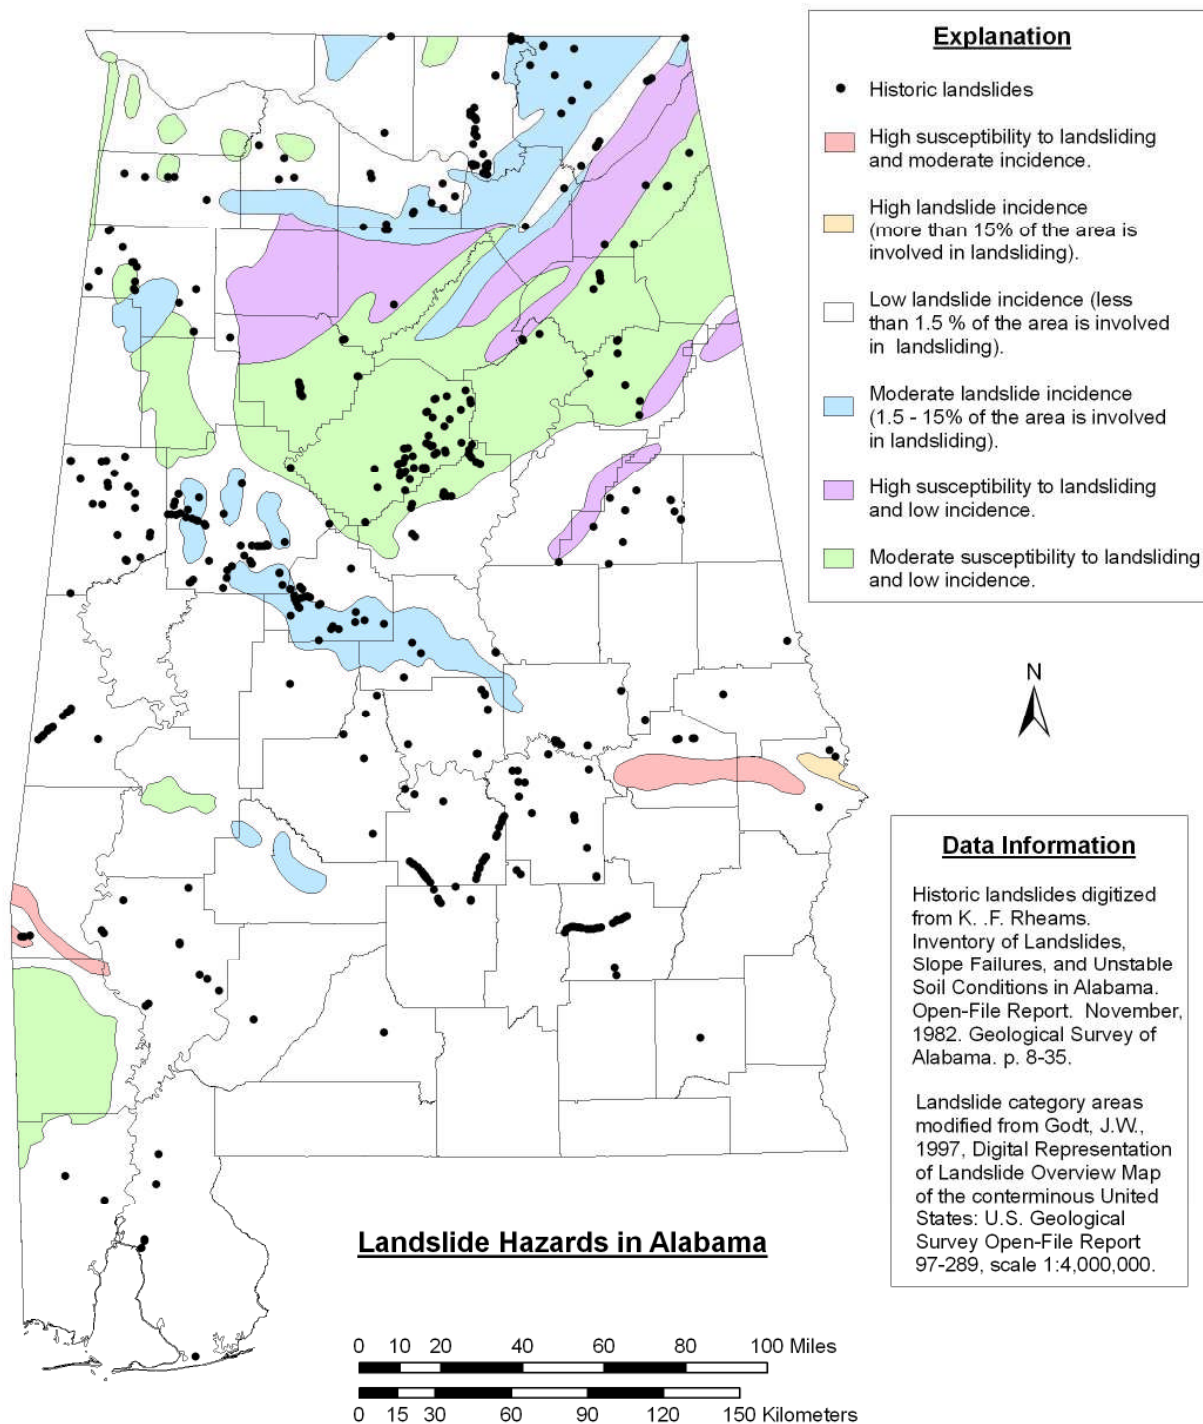 Explanation
Historic landslides
High susceptibility to landsliding
and moderate incidence.
High landslide incidence
(more than 15% of the area is
involved in landsliding).
Low landslide incidence (less
than 1.5 % of the area is involved
in landsliding).
Moderate landslide incidence
(1.5 - 15% of the area is involved
in landsliding).
High susceptibility to landsliding
and low incidence.
Moderate susceptibility to landsliding
and low incidence.
N
Data Information
Historic landslides digitized
from K. .F. Rheams.
Inventory of Landslides,
Slope Failures, and Unstable
Soil Conditions in Alabama.
Open-File Report. November,
1982. Geological Survey of
Alabama. p. 8-35.
Landslide category areas
modified from Godt, J.W.,
1997, Digital Representation
of Landslide Overview Map
of the conterminous United
States: U.S. Geological
Survey Open-File Report
97-289, scale 1:4,000,000.
Landslide Hazards in Alabama
0 10 20 40 60 80 100 Miles
0 15 30 60 90 120 150 Kilometers